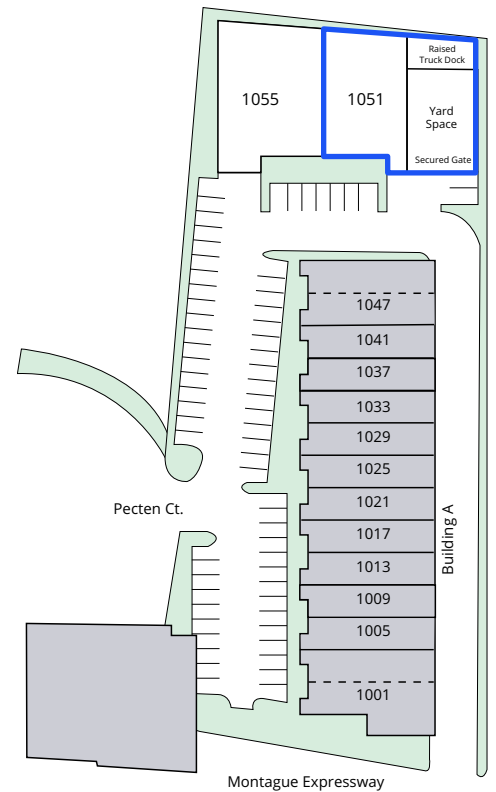 Raised
Truck Dock
1055
1051
Yard
Space
Secured Gate
1047
1041
1037
1033
1029
1025
1021
1017
1013
1009
1005
1001
Building A
Pecten Ct.
Montague Expressway